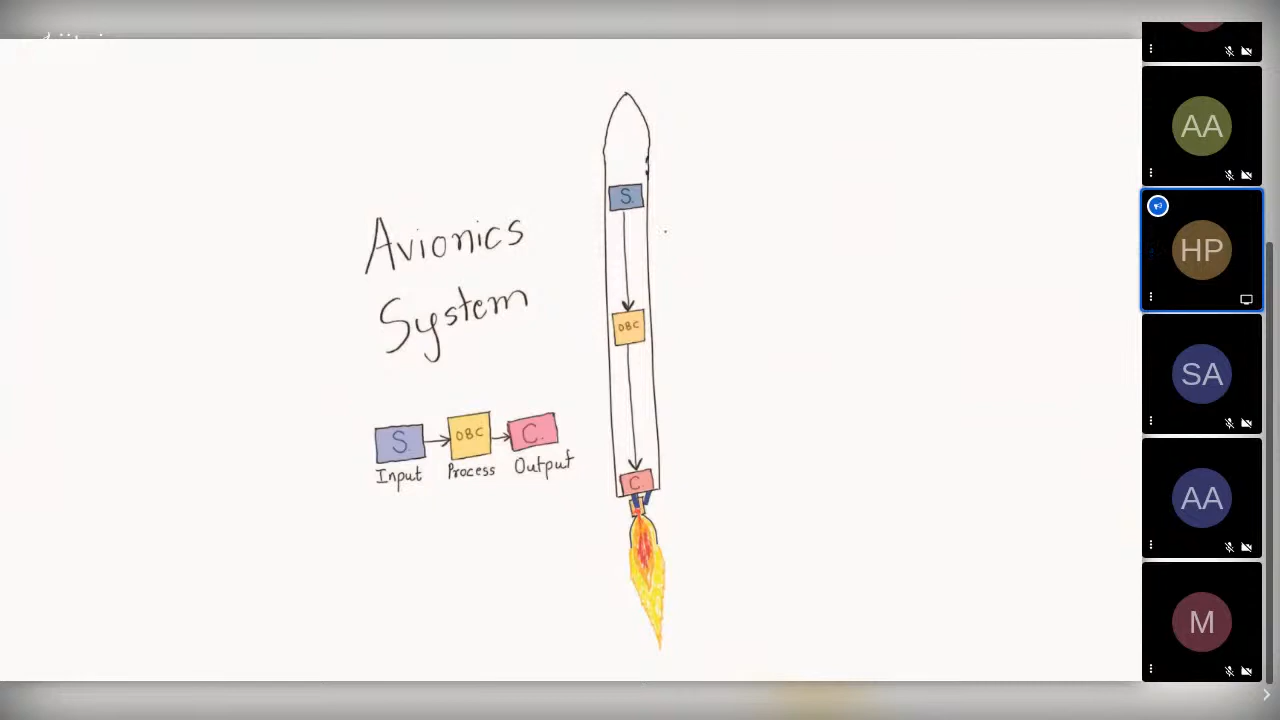 Avionics
System
S. OBC C.
Input Process Output
S.
OBC
C
AA
HP
SA
AA
M